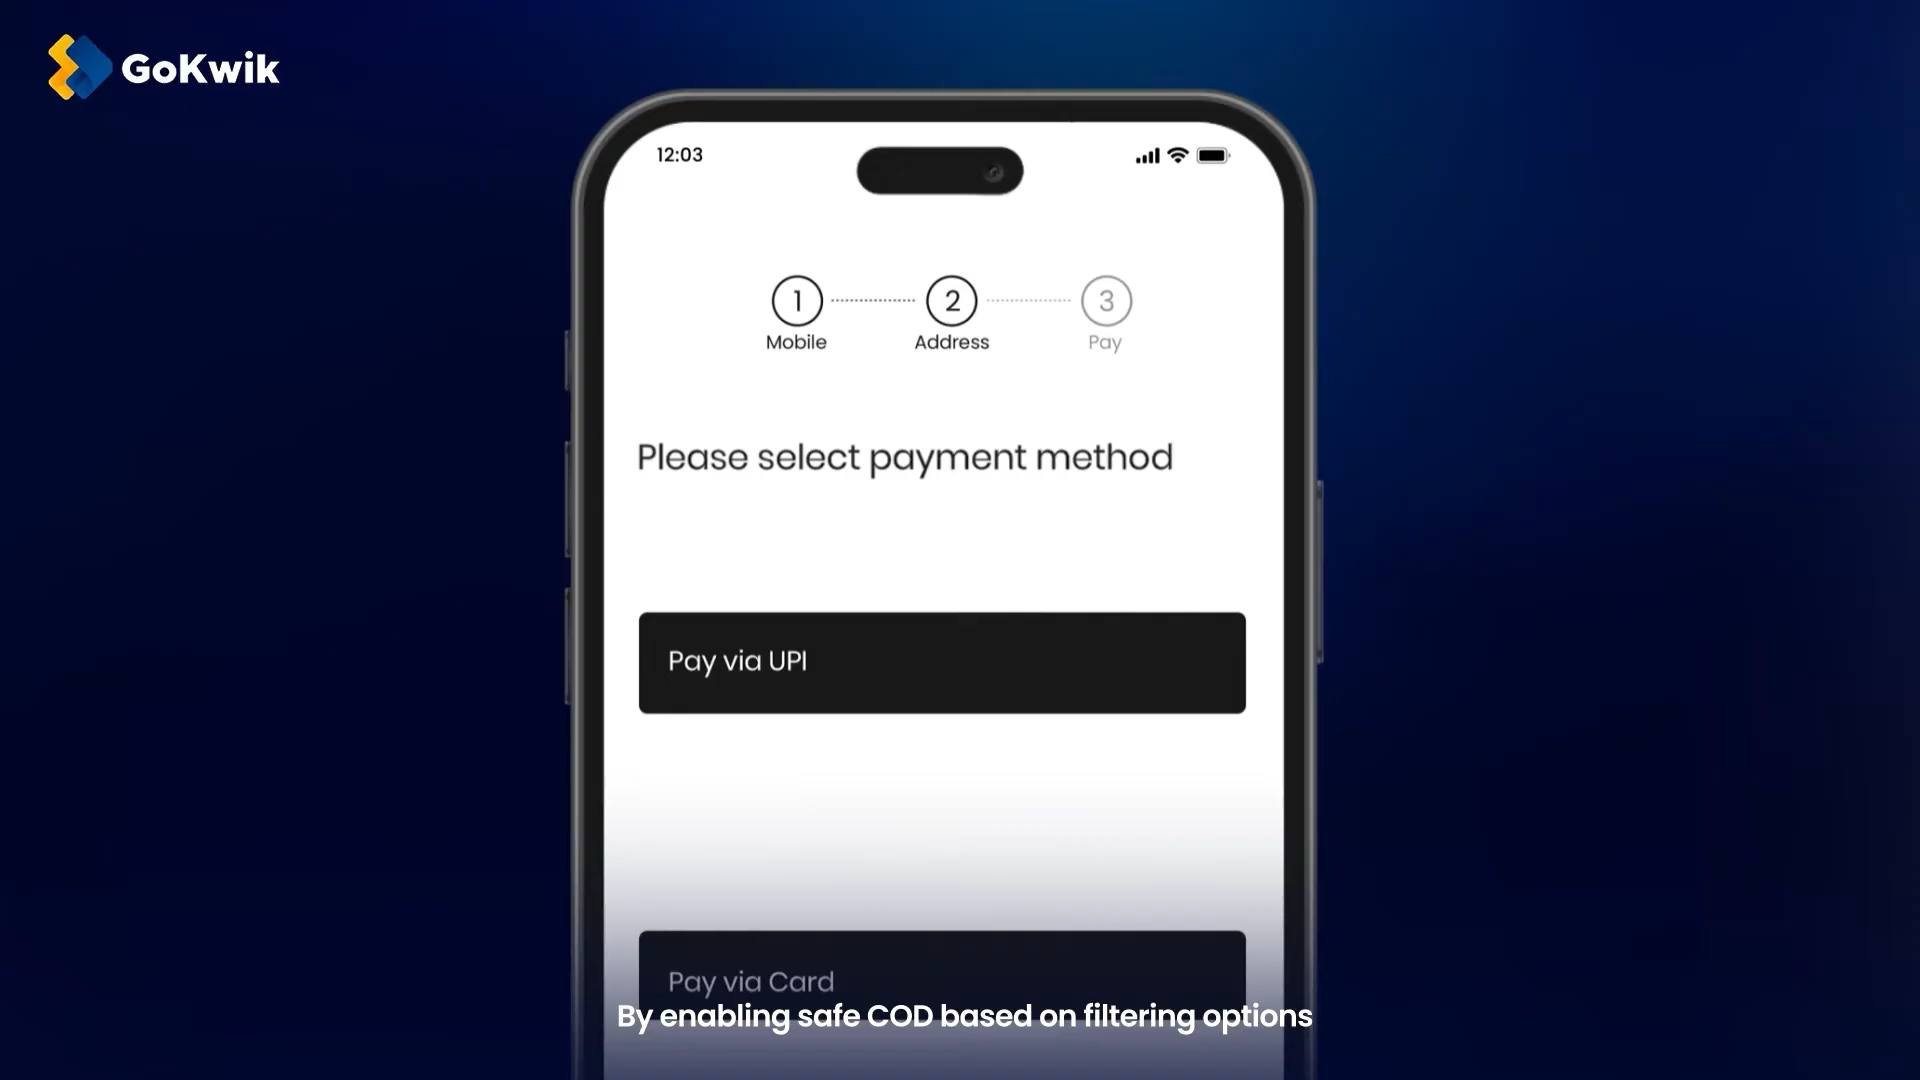 GoKwik
12:03
1 2 3
Mobile Address Pay
Please select payment method
Pay via UPI
Pay via Card
By enabling safe COD based on filtering options